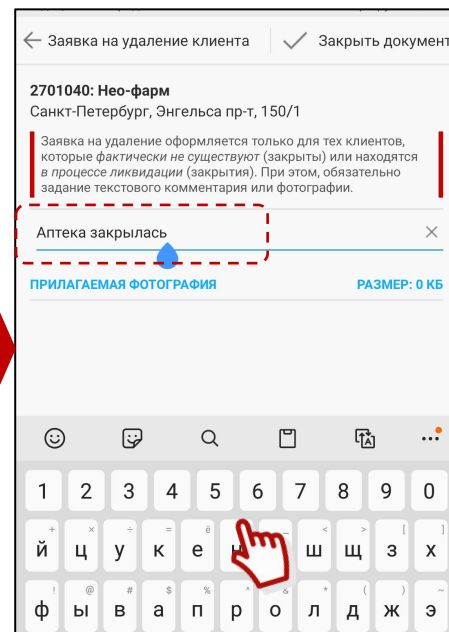 Заявка на удаление клиента
Закрыть документ
2701040: Нео-фарм
Санкт-Петербург, Энгельса пр-т, 150/1
Заявка на удаление оформляется только для тех клиентов,
которые фактически не существуют (закрыты) или находятся
в процессе ликвидации (закрытия). При этом, обязательно
задание текстового комментария или фотографии.
Аптека закрылась
ПРИЛАГАЕМАЯ ФОТОГРАФИЯ РАЗМЕР: 0 КБ
1 2 3 4 5 6 7 8 9 0
+ × ÷ = ё _ < > [ ]
й ц у к е н ш щ з х
! @ # $ % ^ & * ( ) ~
ф ы в а п р о л д ж э